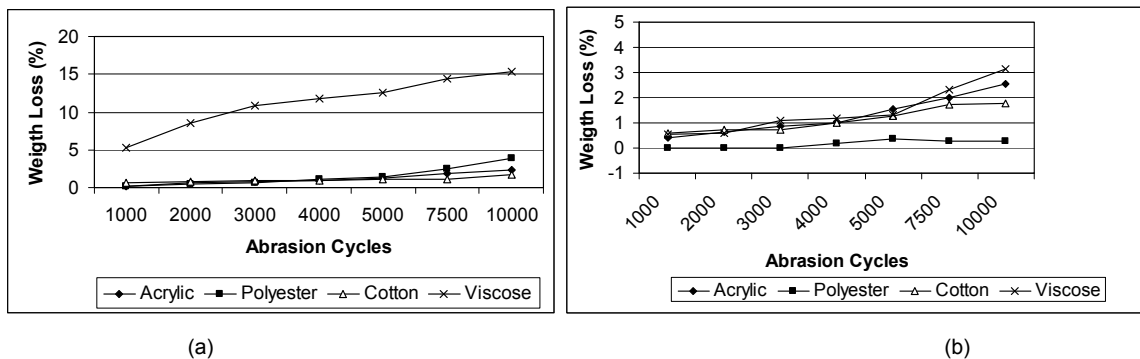 20
15
10
5
0
Weigth Loss (%)
1000 2000 3000 4000 5000 7500 10000
Abrasion Cycles
Acrylic Polyester Cotton Viscose
(a)
5
4
3
2
1
0
-1
Weigth Loss (%)
1000 2000 3000 4000 5000 7500 10000
Abrasion Cycles
Acrylic Polyester Cotton Viscose
(b)